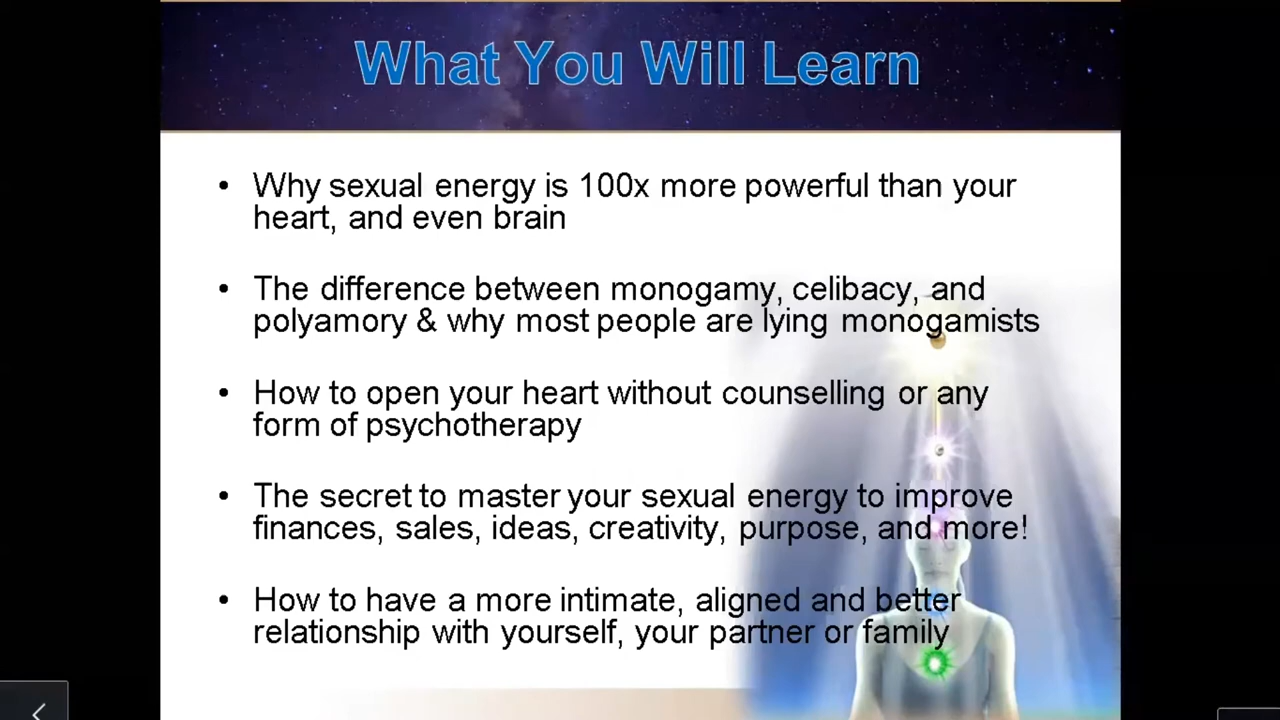 What You Will Learn
• Why sexual energy is 100x more powerful than your
heart, and even brain
• The difference between monogamy, celibacy, and
polyamory & why most people are lying monogamists
• How to open your heart without counselling or any
form of psychotherapy
• The secret to master your sexual energy to improve
finances, sales, ideas, creativity, purpose, and more!
• How to have a more intimate, aligned and better
relationship with yourself, your partner or family